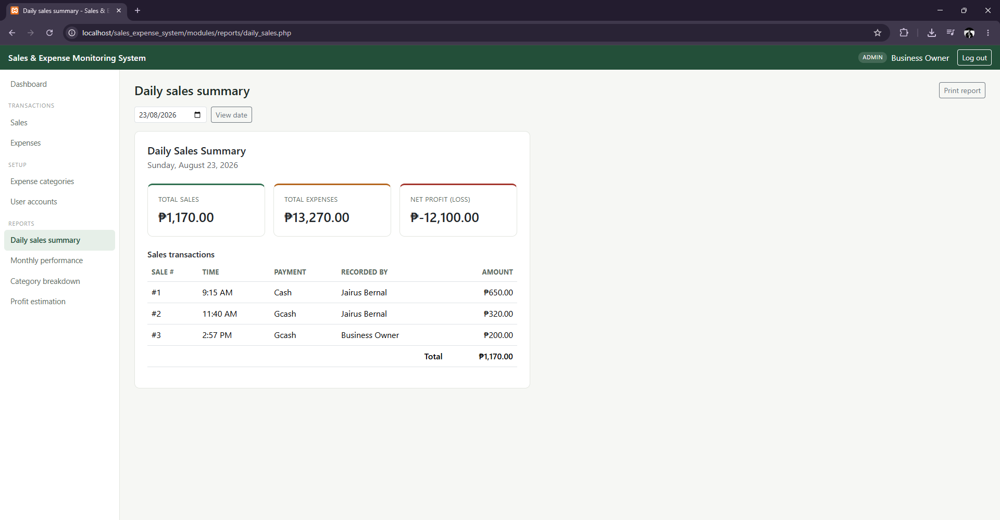 Daily sales summary - Sales & E
localhost/sales_expense_system/modules/reports/daily_sales.php
Sales & Expense Monitoring System
ADMIN Business Owner Log out
Dashboard
TRANSACTIONS
Sales
Expenses
SETUP
Expense categories
User accounts
REPORTS
Daily sales summary
Monthly performance
Category breakdown
Profit estimation
Daily sales summary
Print report
23/08/2026 View date
Daily Sales Summary
Sunday, August 23, 2026
TOTAL SALES
₱1,170.00
TOTAL EXPENSES
₱13,270.00
NET PROFIT (LOSS)
₱-12,100.00
Sales transactions
SALE # TIME PAYMENT RECORDED BY AMOUNT
#1 9:15 AM Cash Jairus Bernal ₱650.00
#2 11:40 AM Gcash Jairus Bernal ₱320.00
#3 2:57 PM Gcash Business Owner ₱200.00
Total ₱1,170.00